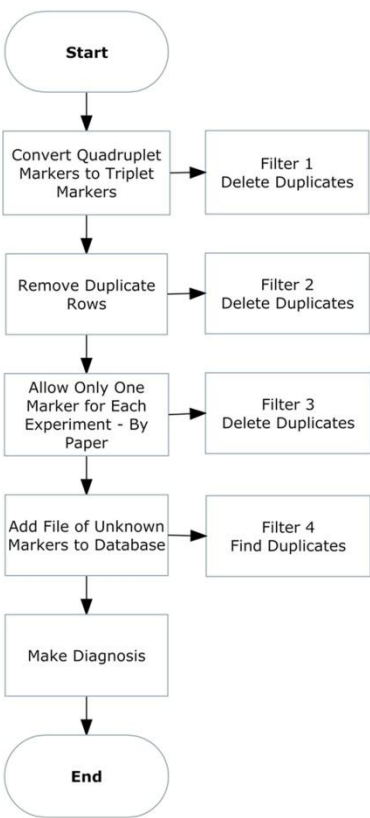 Start
Convert Quadruplet
Markers to Triplet
Markers
Filter 1
Delete Duplicates
Remove Duplicate
Rows
Filter 2
Delete Duplicates
Allow Only One
Marker for Each
Experiment - By
Paper
Filter 3
Delete Duplicates
Add File of Unknown
Markers to Database
Filter 4
Find Duplicates
Make Diagnosis
End